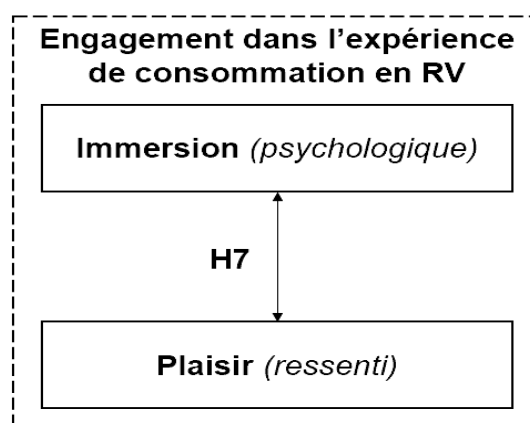 Engagement dans l'expérience
de consommation en RV
Immersion (psychologique)
H7
Plaisir (ressenti)